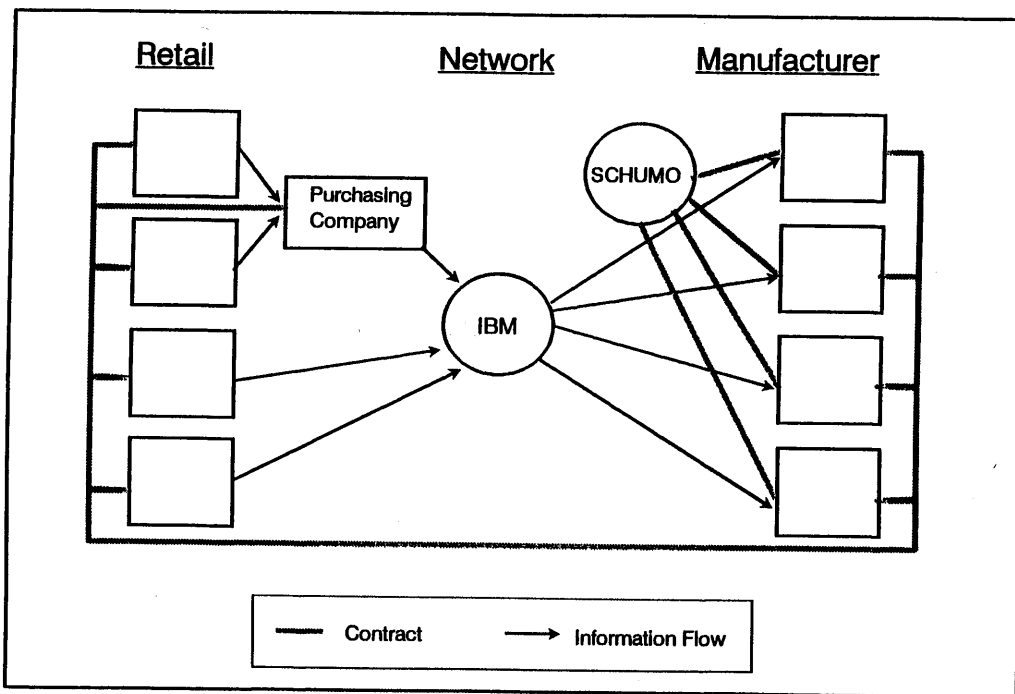 Retail
Network
Manufacturer
SCHUMO
Purchasing
Company
IBM
Contract
Information Flow